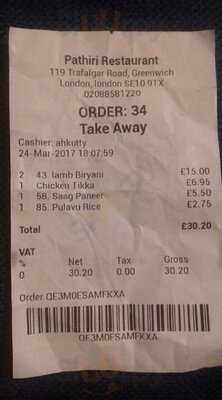 Pathiri Restaurant
119 Trafalgar Road, Greenwich
London, london SE10 9TX
02088581220
ORDER: 34
Take Away
Cashier: ahkutty
24-Mar-2017 18:07:59
2 43. lamb Biryani £15.00
1 Chicken Tikka £6.95
1 58. Saag Paneer £5.50
1 85. Pulavu Rice £2.75
Total £30.20
VAT
% Net Tax Gross
0 30.20 0.00 30.20
Order QE3M0ESAMFKXA
QE3M0ESAMFKXA